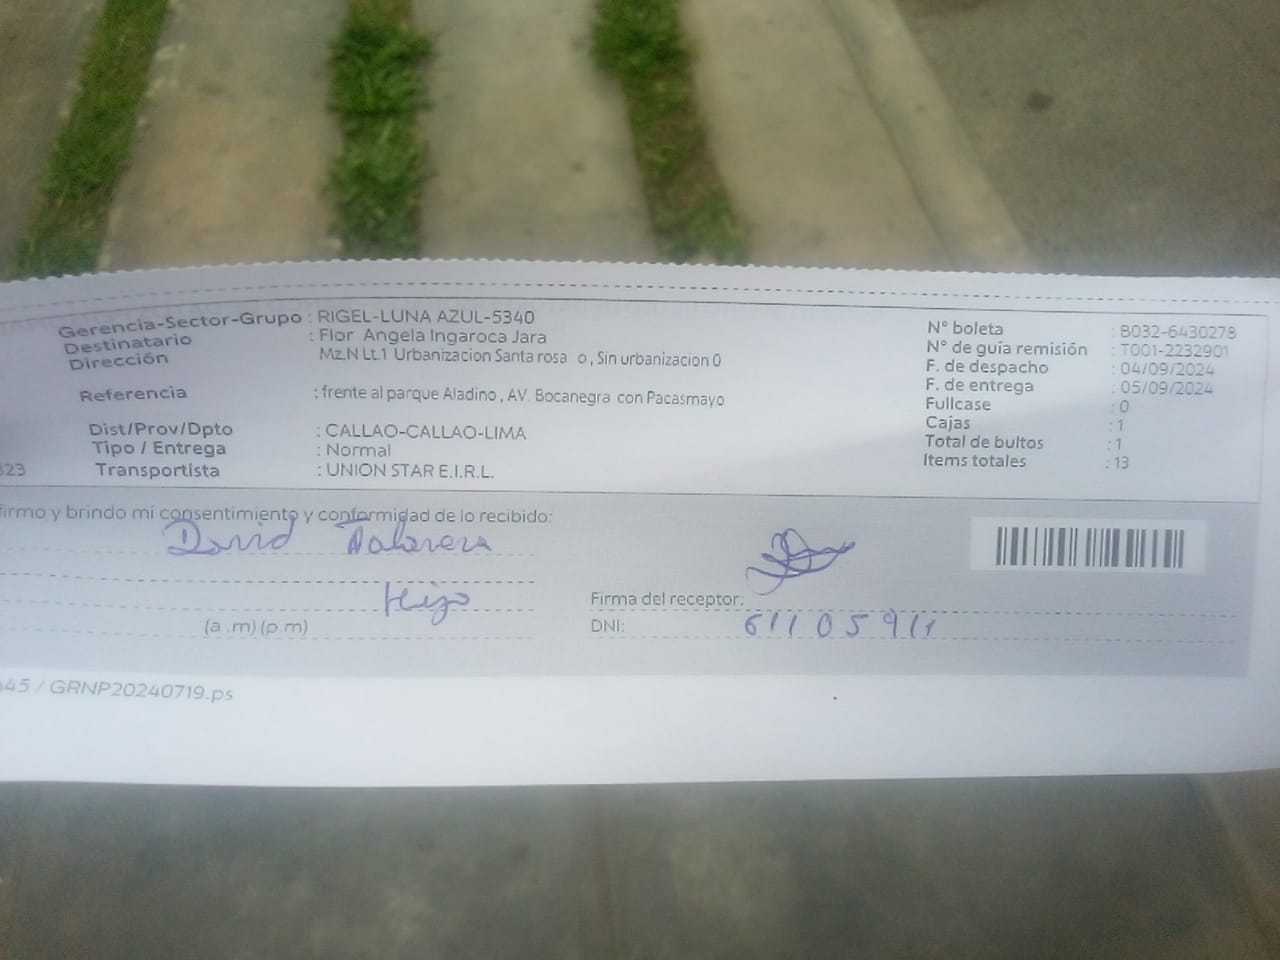 Gerencia-Sector-Grupo : RIGEL-LUNA AZUL-5340
Destinatario : Flor Angela Ingaroca Jara
Dirección Mz.N Lt.1 Urbanizacion Santa rosa o , Sin urbanizacion 0
Referencia : frente al parque Aladino , AV. Bocanegra con Pacasmayo
Dist/Prov/Dpto : CALLAO-CALLAO-LIMA
Tipo / Entrega : Normal
323 Transportista : UNION STAR E.I.R.L.
N° boleta : B032-6430278
N° de guía remisión : T001-2232901
F. de despacho : 04/09/2024
F. de entrega : 05/09/2024
Fullcase : 0
Cajas : 1
Total de bultos : 1
Items totales : 13
firmo y brindo mi consentimiento y conformidad de lo recibido:
David Talavera
Hijo
(a .m) (p.m)
Firma del receptor:
DNI: 61105911
645 / GRNP20240719.ps